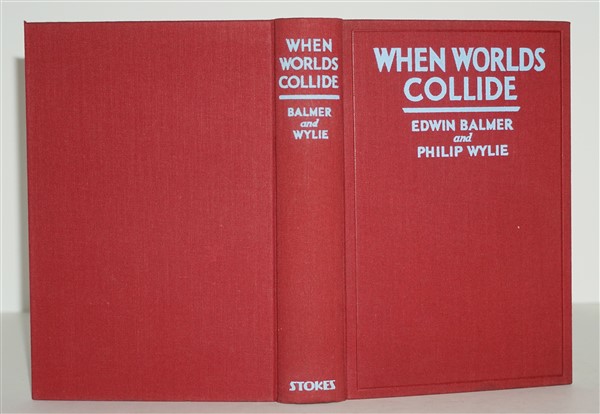 WHEN
WORLDS
COLLIDE
BALMER
and
WYLIE
STOKES
WHEN WORLDS
COLLIDE
EDWIN BALMER
and
PHILIP WYLIE